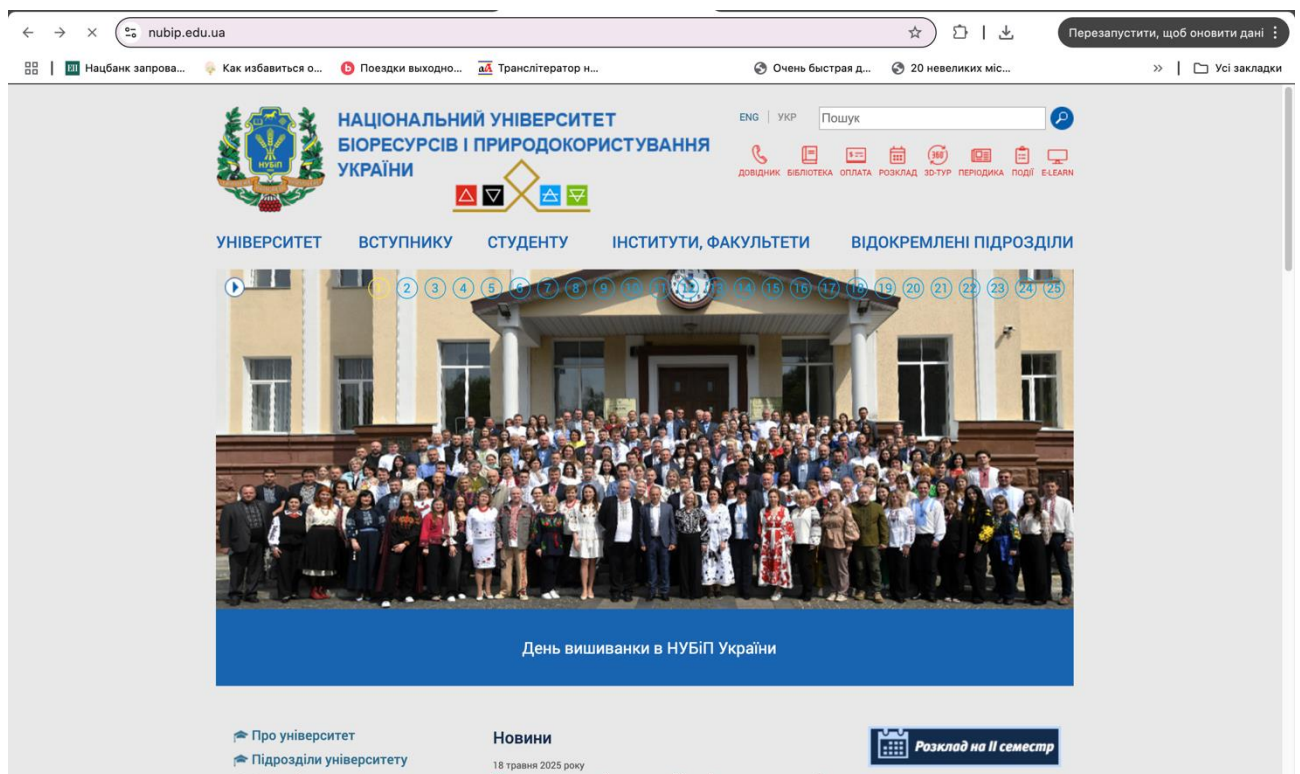 nubip.edu.ua
Перезапустити, щоб оновити дані
Нацбанк запрова... Как избавиться о... Поездки выходно... Транслітератор н... Очень быстрая д... 20 невеликих міс... » Усі закладки
НАЦІОНАЛЬНИЙ УНІВЕРСИТЕТ
БІОРЕСУРСІВ І ПРИРОДОКОРИСТУВАННЯ
УКРАЇНИ
НУБІП
ENG | УКР Пошук
ДОВІДНИК БІБЛІОТЕКА ОПЛАТА РОЗКЛАД 3D-ТУР ПЕРІОДИКА ПОДІЇ E-LEARN
УНІВЕРСИТЕТ ВСТУПНИКУ СТУДЕНТУ ІНСТИТУТИ, ФАКУЛЬТЕТИ ВІДОКРЕМЛЕНІ ПІДРОЗДІЛИ
1 2 3 4 5 6 7 8 9 10 11 12 13 14 15 16 17 18 19 20 21 22 23 24 25
День вишиванки в НУБіП України
Про університет
Підрозділи університету
Новини
18 травня 2025 року
Розклад на II семестр